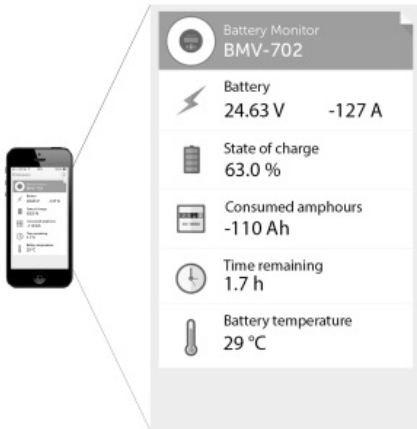 Battery Monitor
BMV-702
Battery
24.63 V -127 A
State of charge
63.0 %
Consumed amphours
-110 Ah
Time remaining
1.7 h
Battery temperature
29 °C